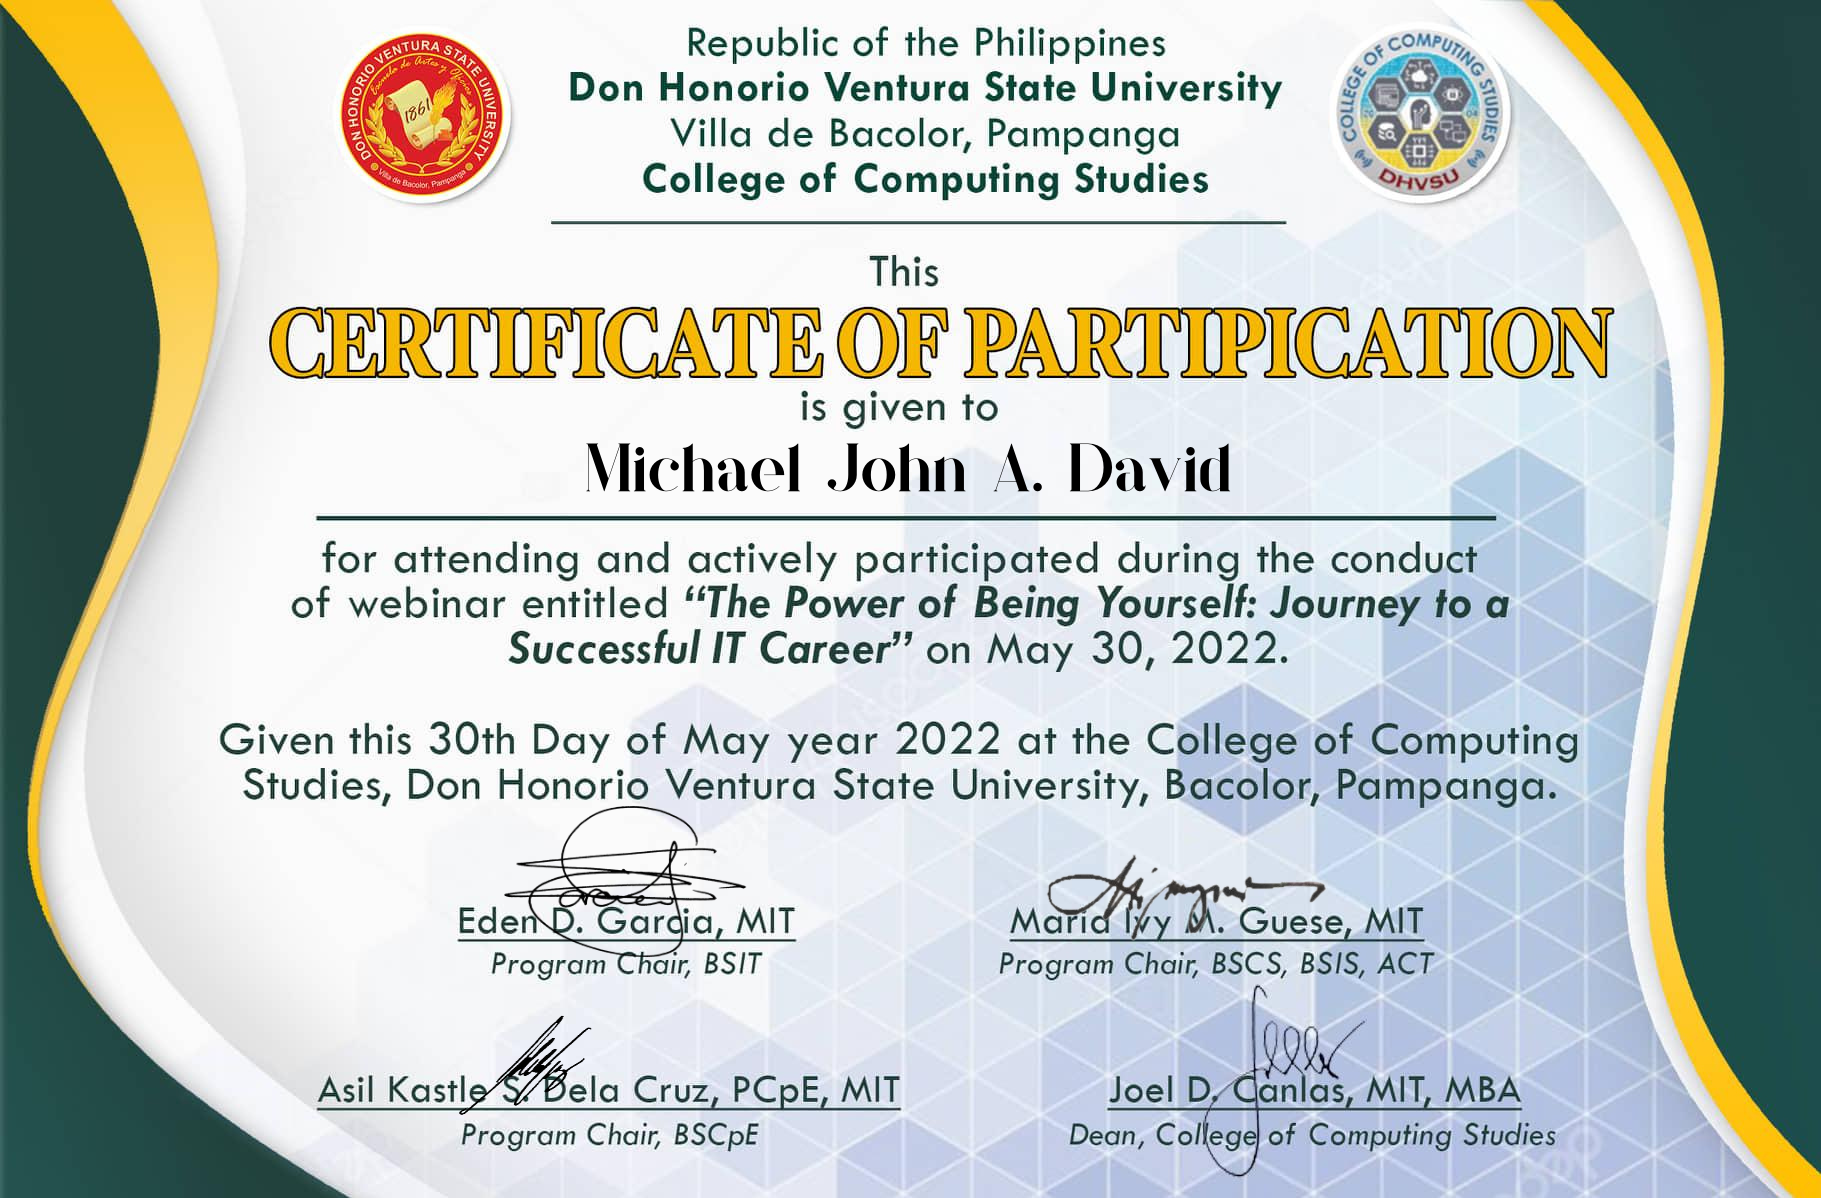 Republic of the Philippines
Don Honorio Ventura State University
Villa de Bacolor, Pampanga
College of Computing Studies
DON HONORIO VENTURA STATE UNIVERSITY
Escuela de Artes y Oficios
1861
Villa de Bacolor, Pampanga
COLLEGE OF COMPUTING STUDIES
20 04
DHVSU
This
CERTIFICATE OF PARTIPICATION
is given to
Michael John A. David
for attending and actively participated during the conduct
of webinar entitled “The Power of Being Yourself: Journey to a
Successful IT Career” on May 30, 2022.
Given this 30th Day of May year 2022 at the College of Computing
Studies, Don Honorio Ventura State University, Bacolor, Pampanga.
Eden D. Garcia, MIT
Program Chair, BSIT
Maria Ivy M. Guese, MIT
Program Chair, BSCS, BSIS, ACT
Asil Kastle S. Dela Cruz, PCpE, MIT
Program Chair, BSCpE
Joel D. Canlas, MIT, MBA
Dean, College of Computing Studies